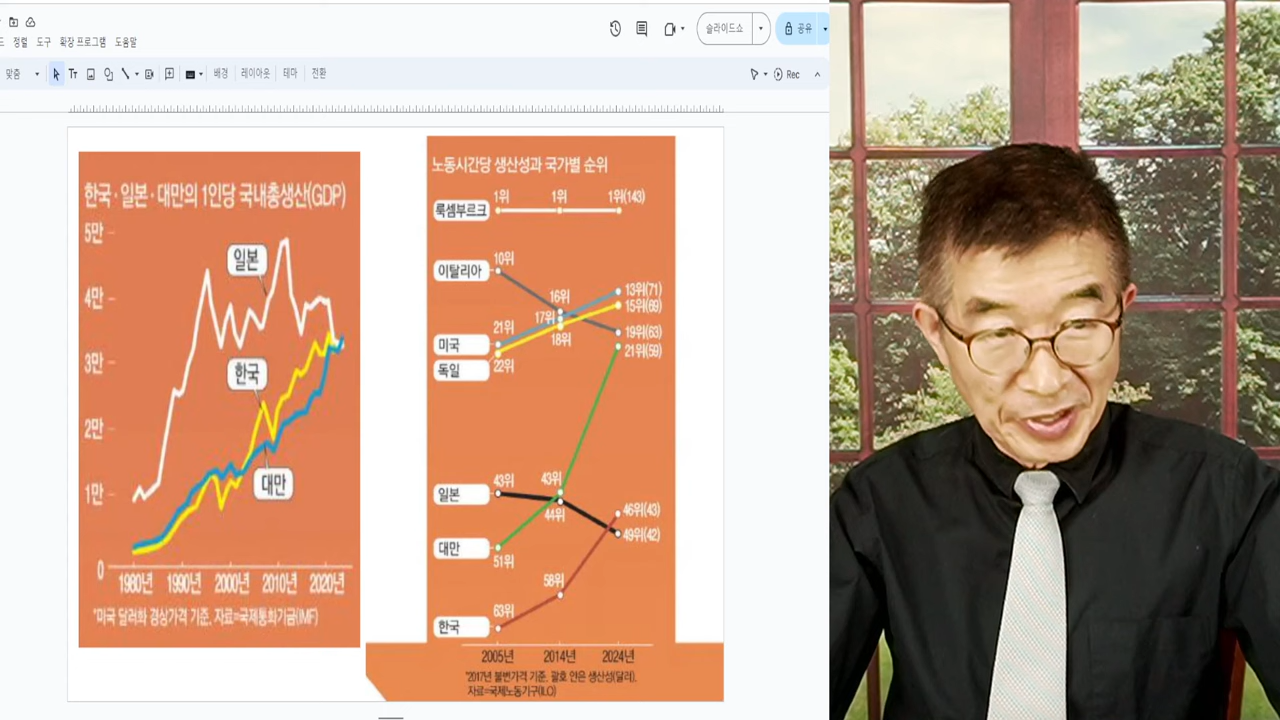 정렬 도구 확장 프로그램 도움말
슬라이드쇼
공유
맞춤
배경 레이아웃 테마 전환
Rec
한국·일본·대만의 1인당 국내총생산(GDP)
5만
4만
3만
2만
1만
0
일본
한국
대만
1980년 1990년 2000년 2010년 2020년
*미국 달러화 경상가격 기준, 자료=국제통화기금(IMF)
노동시간당 생산성과 국가별 순위
룩셈부르크
1위 1위 1위(143)
이탈리아
10위
16위
13위(71)
15위(69)
17위
21위
미국
18위
19위(63)
21위(59)
독일
22위
일본
43위
43위
44위
46위(43)
49위(42)
대만
51위
58위
한국
63위
2005년 2014년 2024년
*2017년 불변가격 기준, 괄호 안은 생산성(달러),
자료=국제노동기구(ILO)